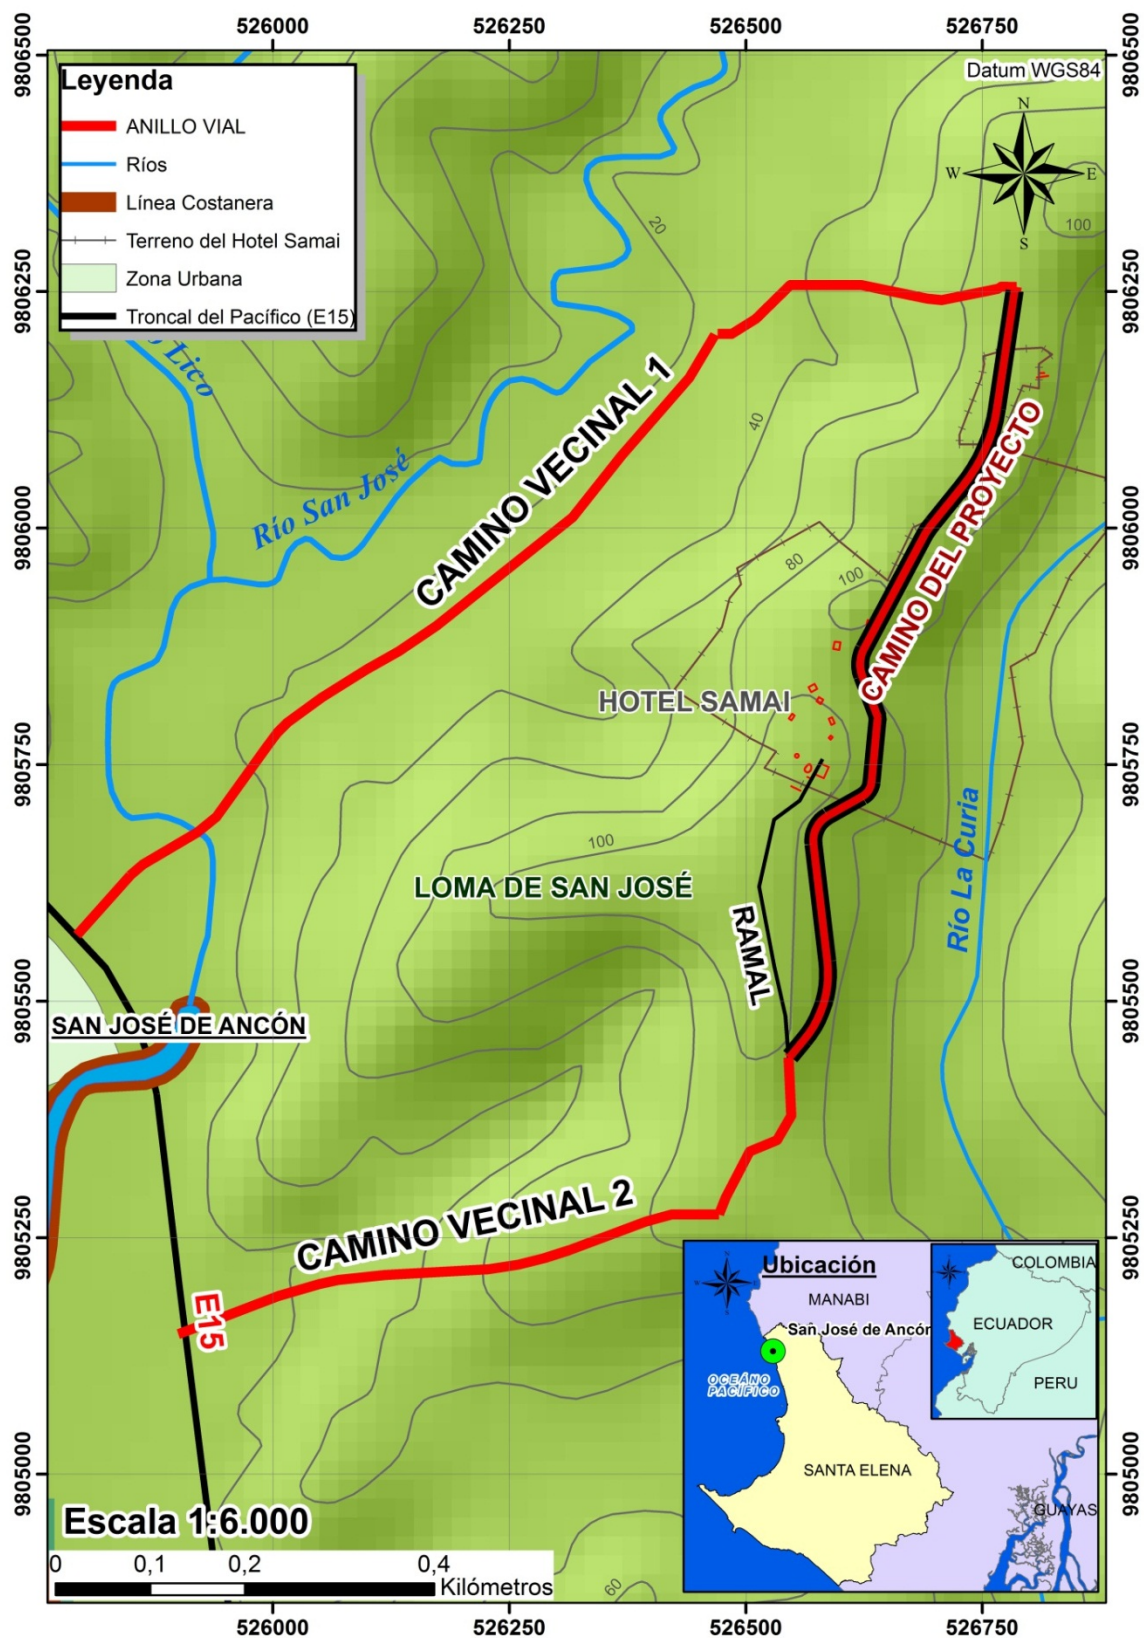 526000 526250 526500 526750
9806500
9806500
Datum WGS84
Leyenda
ANILLO VIAL
Ríos
Línea Costanera
Terreno del Hotel Samai
Zona Urbana
Troncal del Pacífico (E15)
N
W E
S
20
100
9806250
9806250
Lico
CAMINO VECINAL 1
40
CAMINO DEL PROYECTO
Río San José
9806000
9806000
80
100
HOTEL SAMAI
9805750
9805750
Río La Curia
100
LOMA DE SAN JOSÉ
RAMAL
9805500
9805500
SAN JOSÉ DE ANCÓN
CAMINO VECINAL 2
9805250
9805250
E15
Ubicación
MANABI
San José de Ancón
OCEÁNO
PACÍFICO
SANTA ELENA
GUAYAS
COLOMBIA
ECUADOR
PERU
9805000
9805000
Escala 1:6.000
0 0,1 0,2 0,4
Kilómetros
60
526000 526250 526500 526750